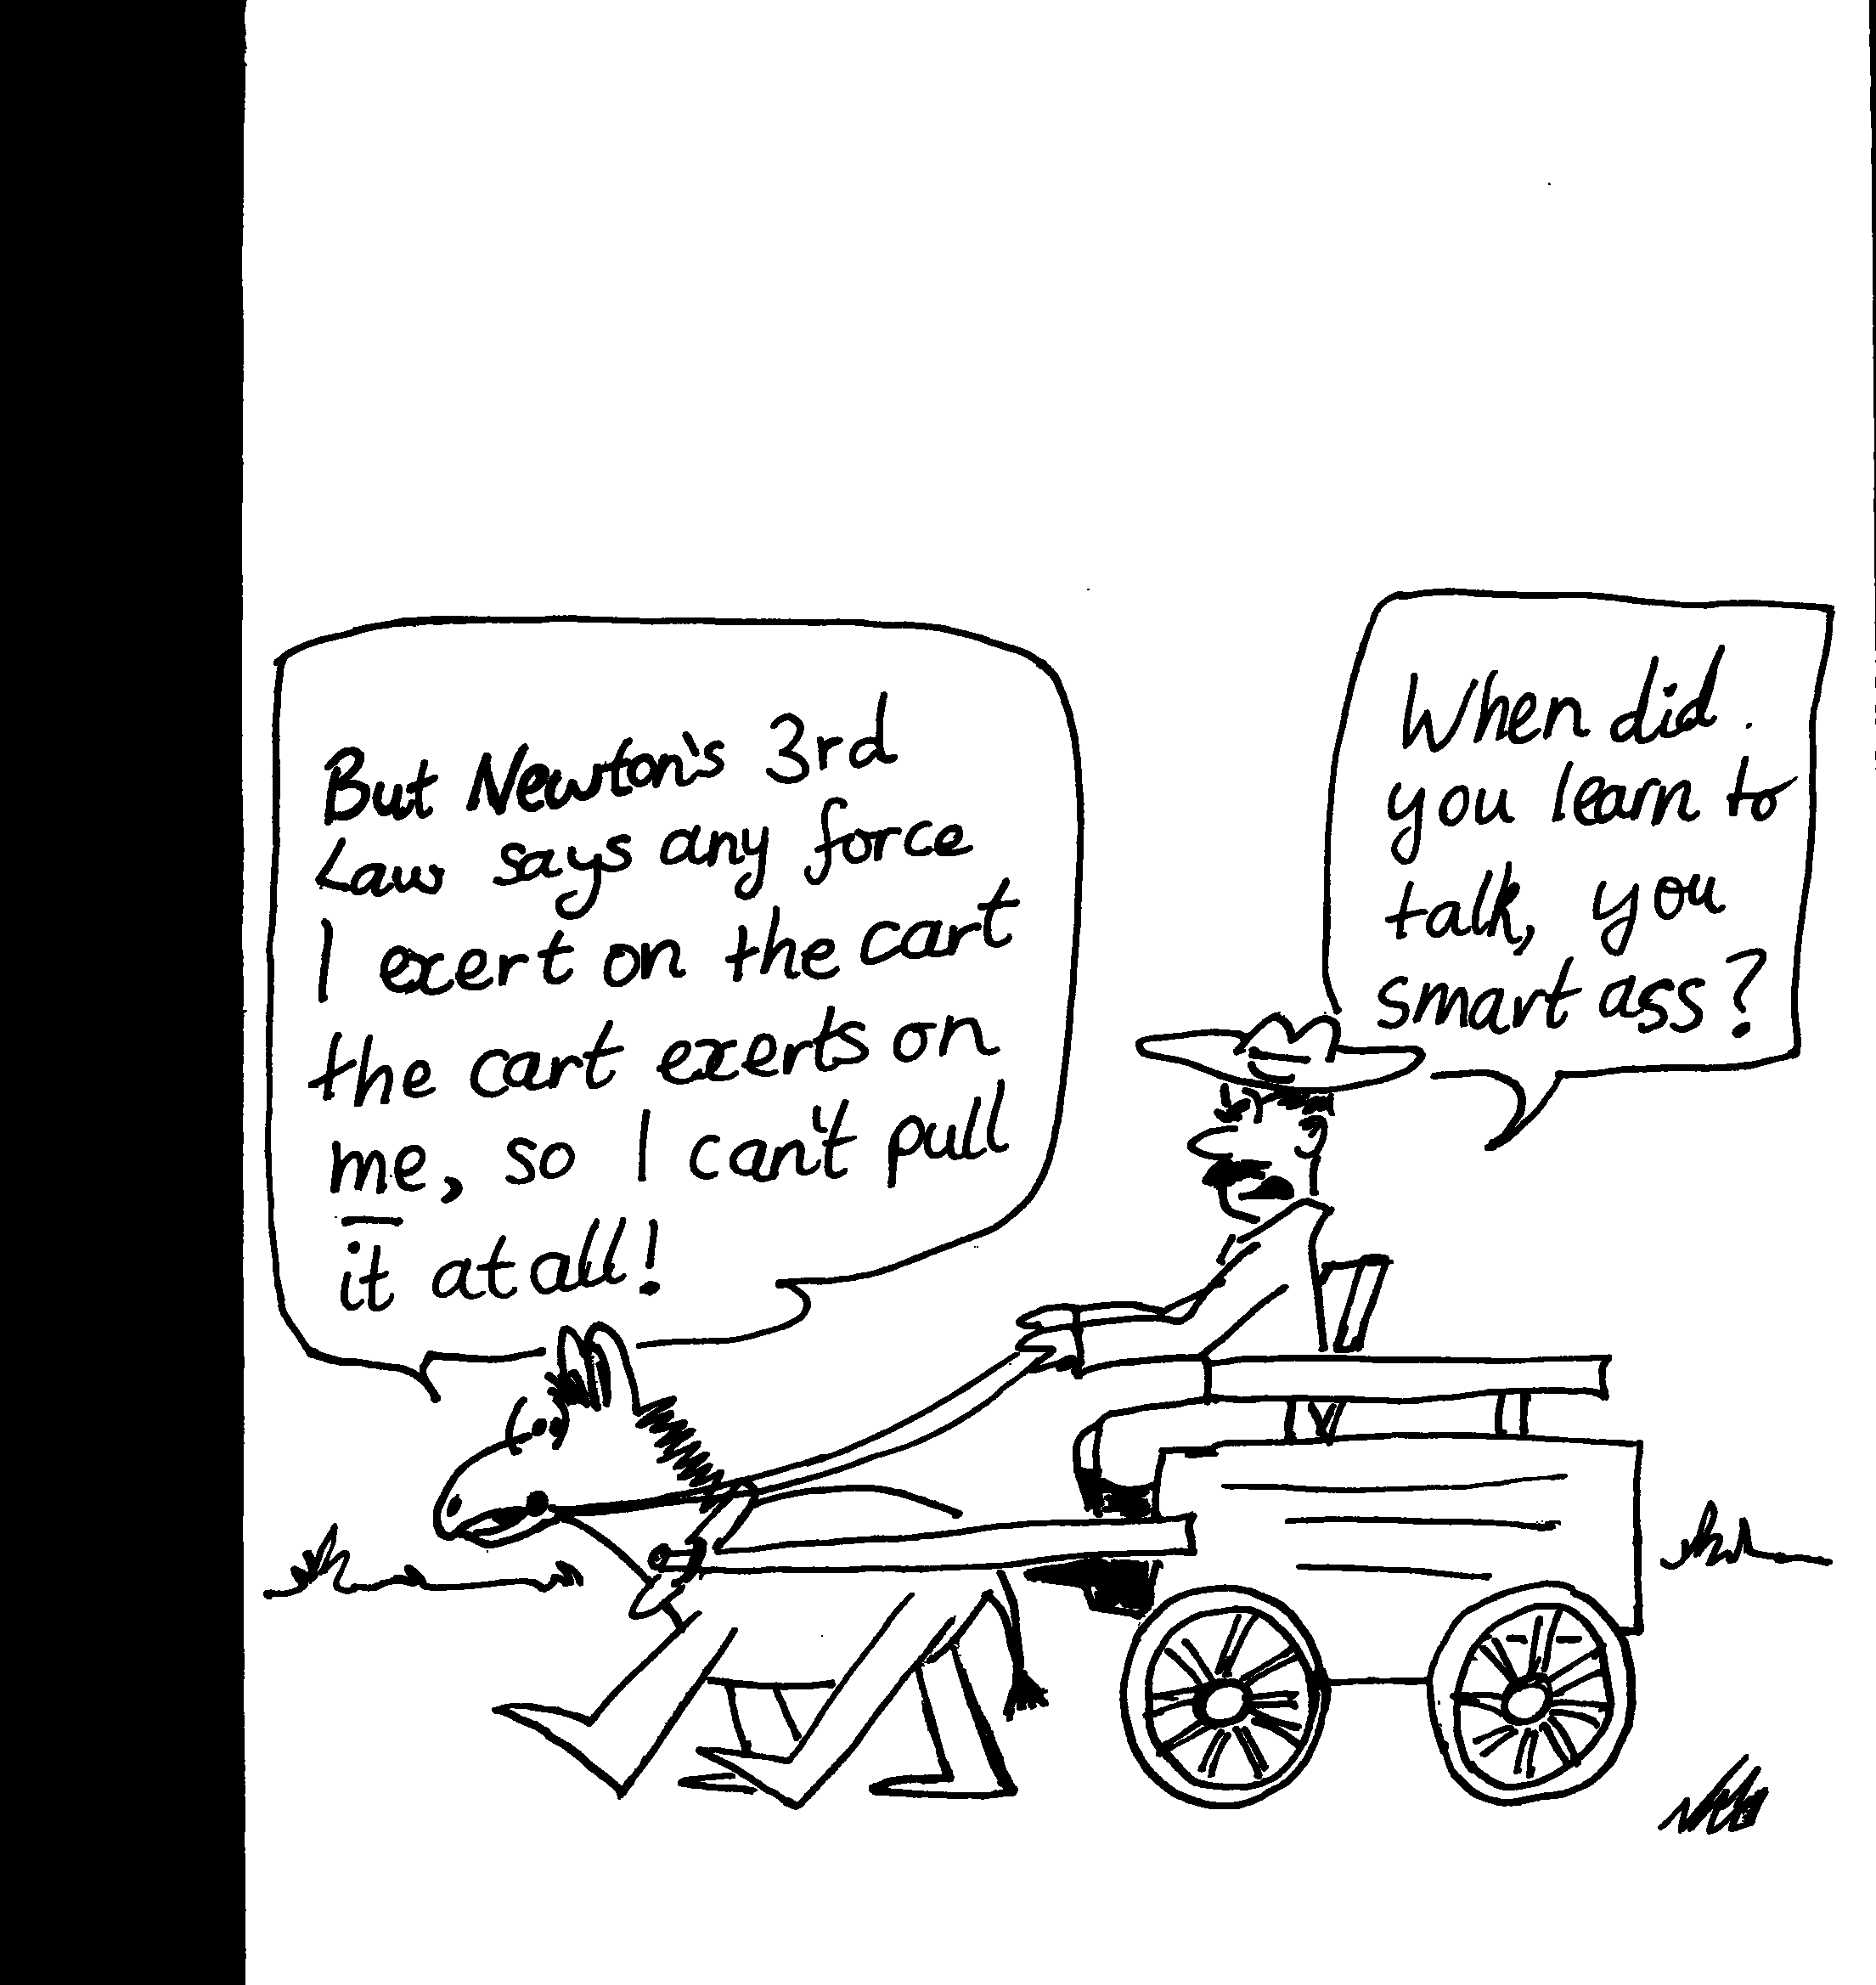 But Newton's 3rd
Law says any force
I exert on the cart
the cart exerts on
me, so I can't pull
it at all!
When did
you learn to
talk, you
smart ass?